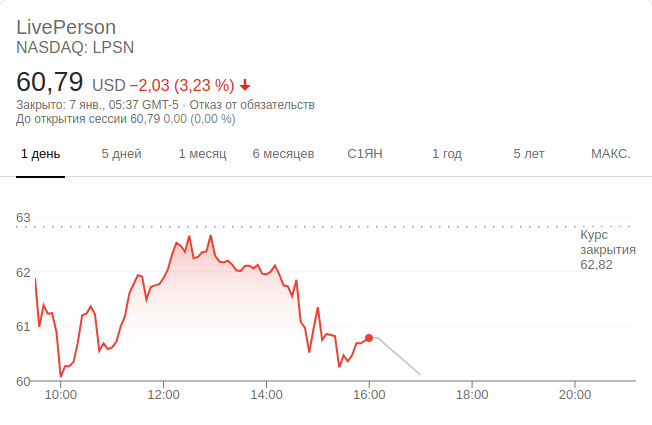 LivePerson
NASDAQ: LPSN
60,79 USD −2,03 (3,23 %)
Закрыто: 7 янв., 05:37 GMT-5 · Отказ от обязательств
До открытия сессии 60,79 0,00 (0,00 %)
1 день 5 дней 1 месяц 6 месяцев С1ЯН 1 год 5 лет МАКС.
63
Курс
закрытия
62,82
62
61
60
10:00 12:00 14:00 16:00 18:00 20:00